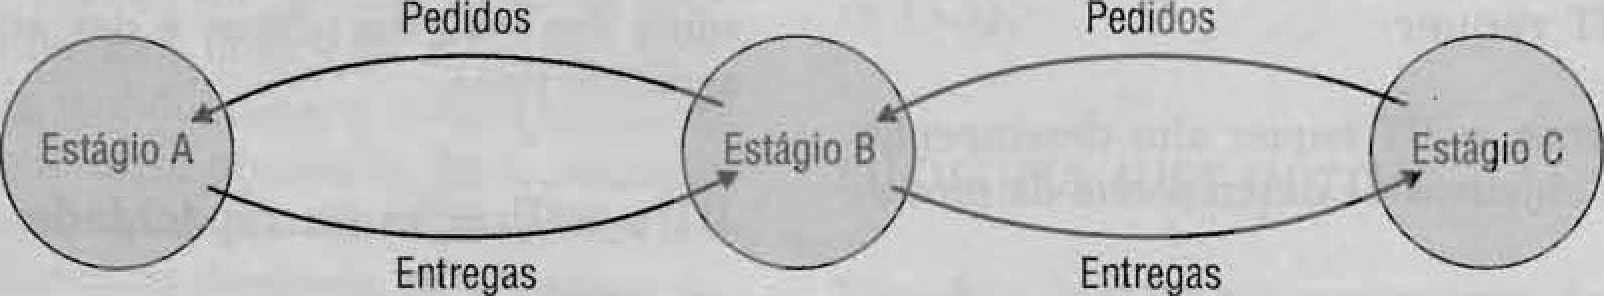 Pedidos
Pedidos
Estágio A
Estágio B
Estágio C
Entregas
Entregas